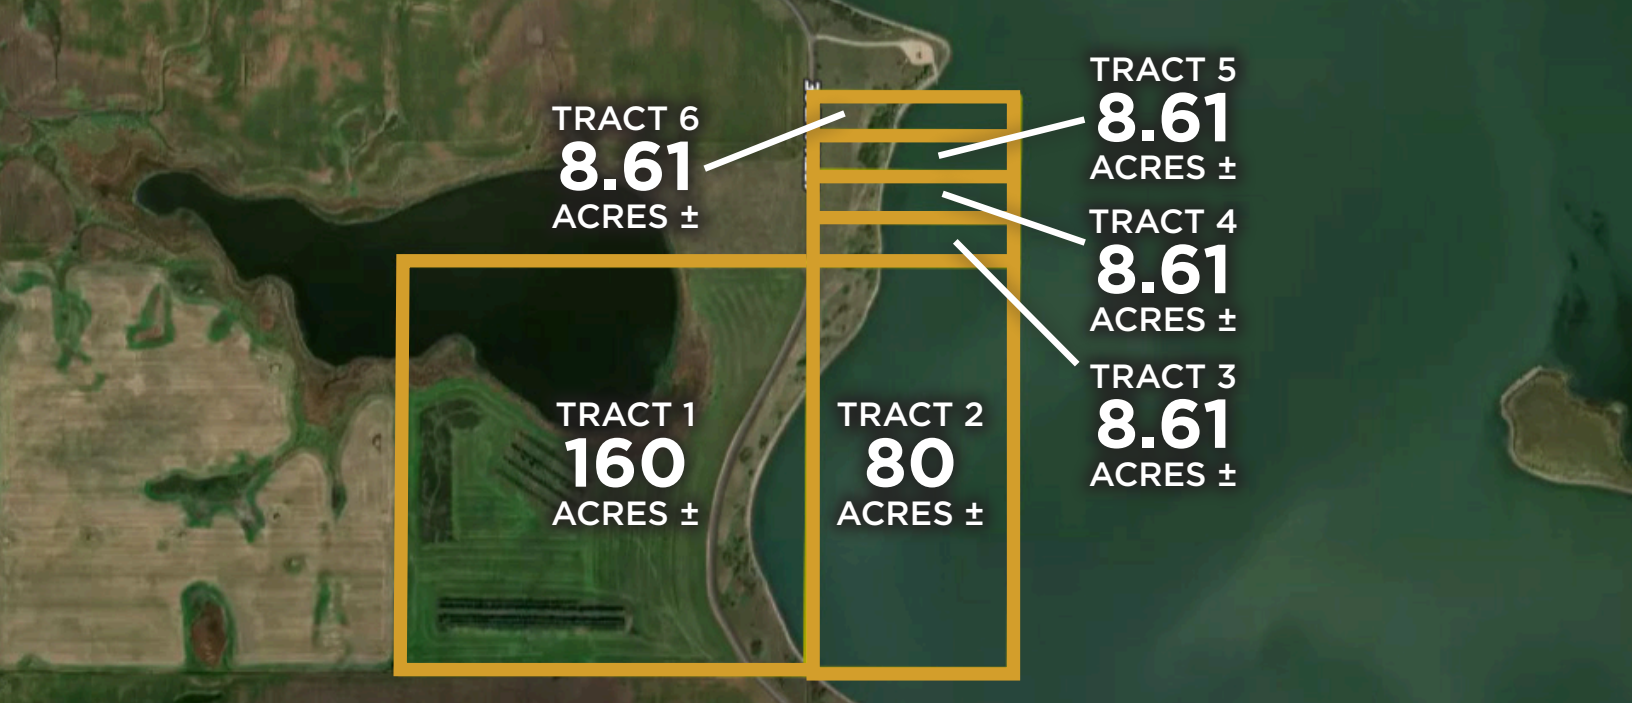 TRACT 6
8.61
ACRES ±
TRACT 5
8.61
ACRES ±
TRACT 4
8.61
ACRES ±
TRACT 3
8.61
ACRES ±
TRACT 1
160
ACRES ±
TRACT 2
80
ACRES ±